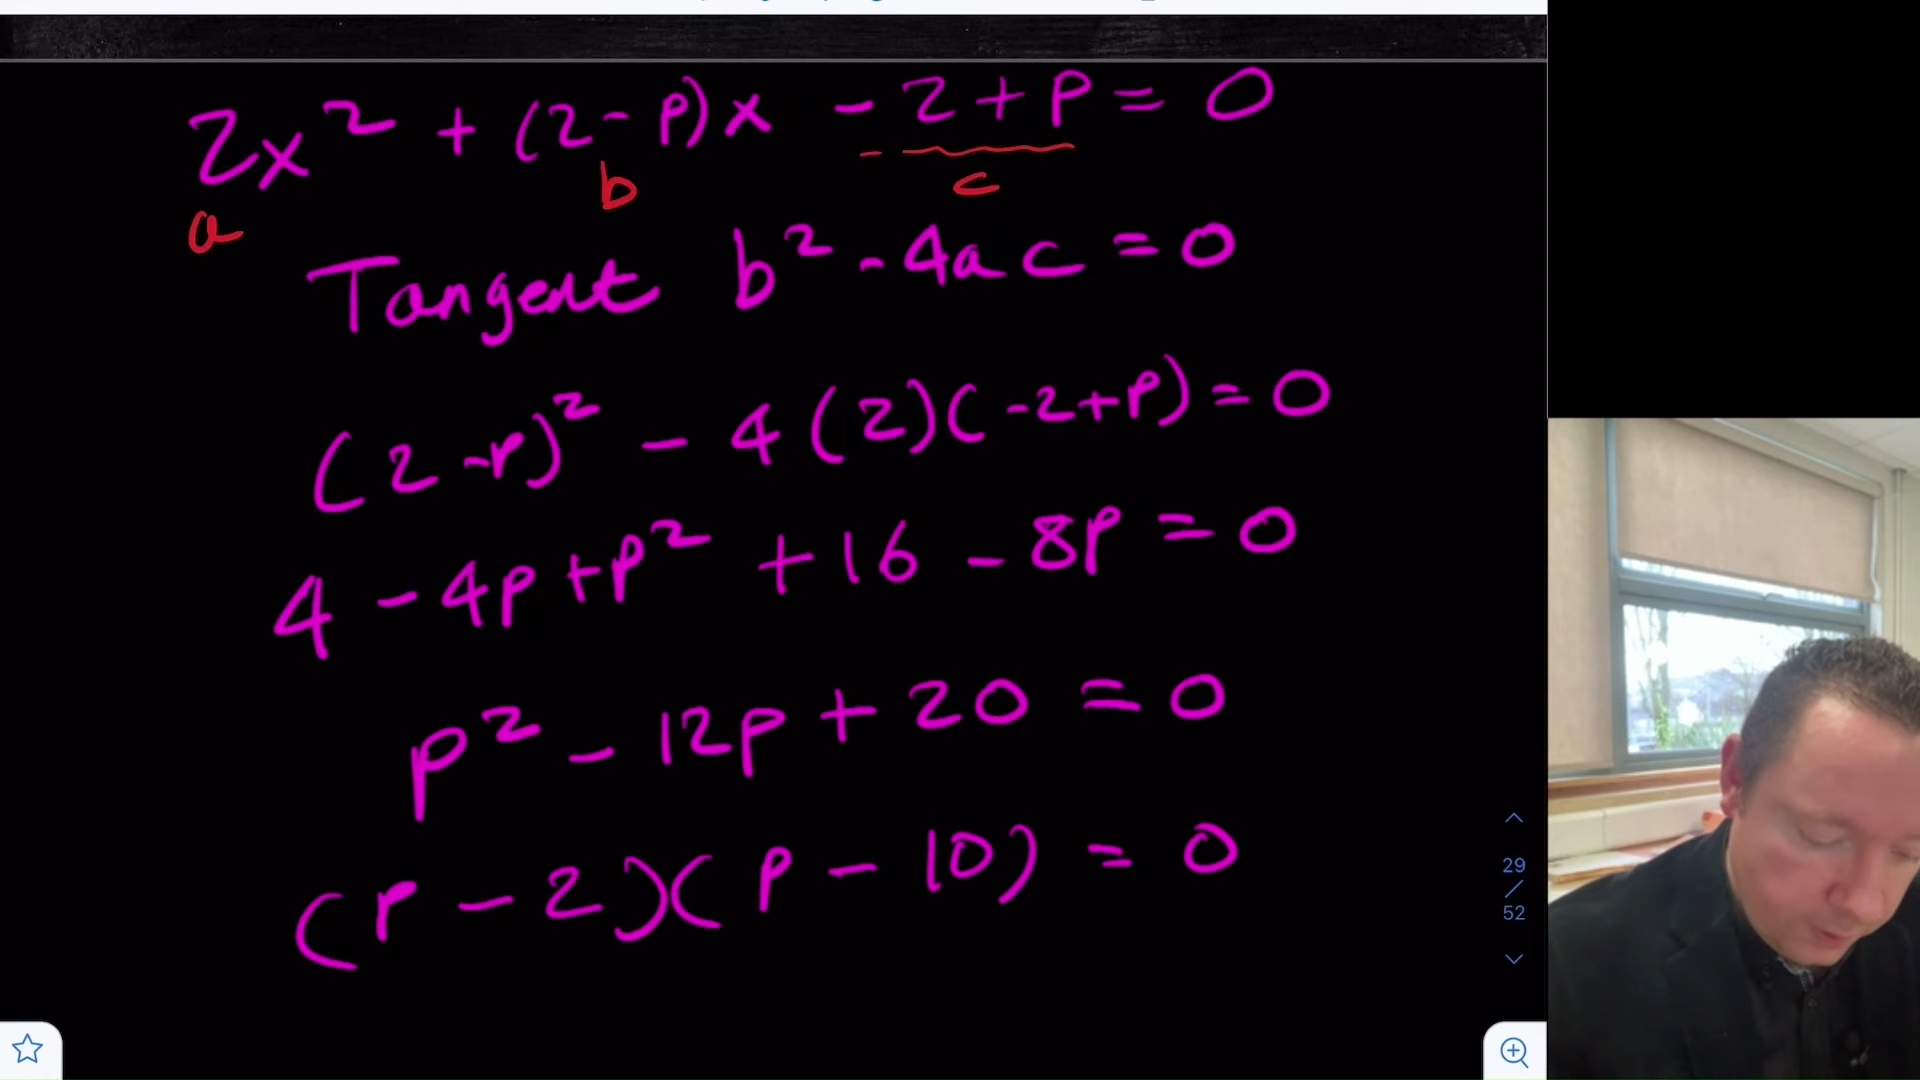 2x² + (2-p)x - 2 + p = 0
a b c
Tangent b² - 4ac = 0
(2-p)² - 4(2)(-2+p) = 0
4 - 4p + p² + 16 - 8p = 0
p² - 12p + 20 = 0
(p - 2)(p - 10) = 0
29
/
52